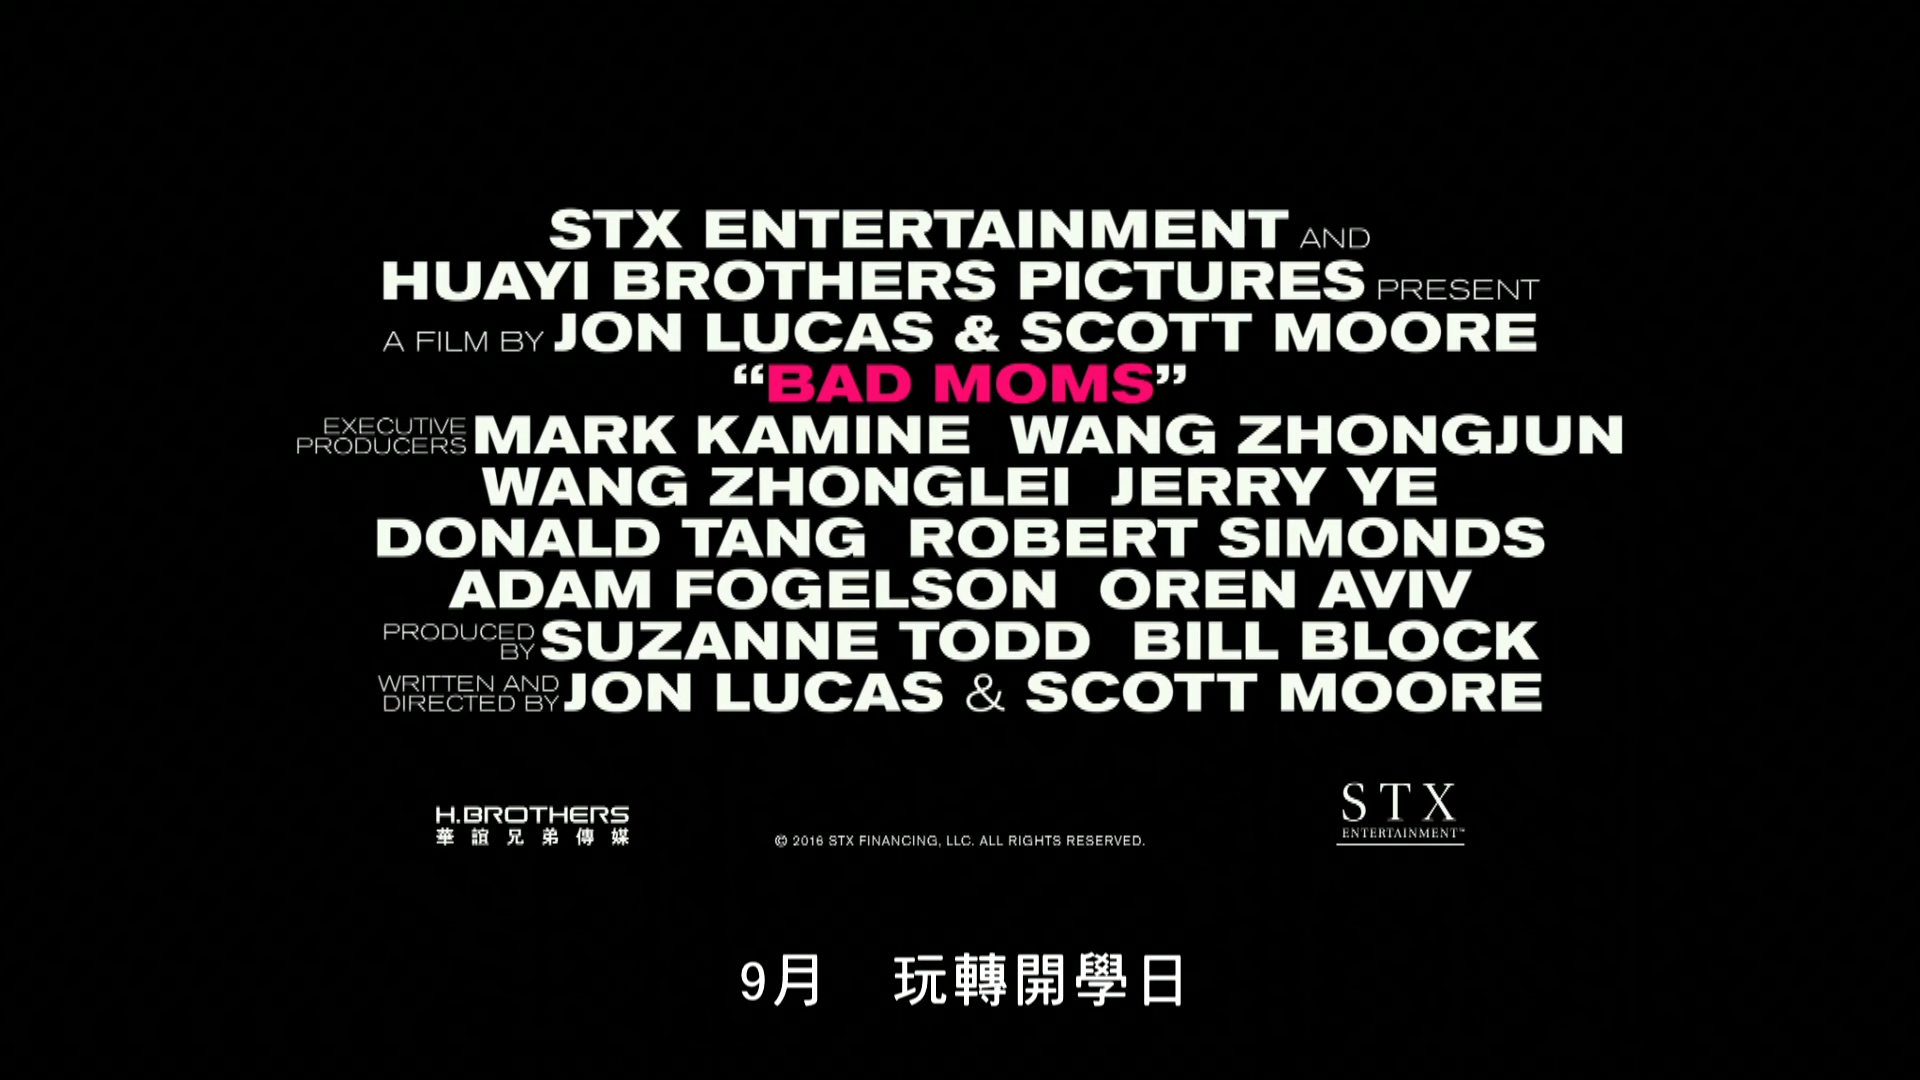 STX ENTERTAINMENT AND
HUAYI BROTHERS PICTURES PRESENT
A FILM BY JON LUCAS & SCOTT MOORE
“BAD MOMS”
EXECUTIVE PRODUCERS MARK KAMINE WANG ZHONGJUN
WANG ZHONGLEI JERRY YE
DONALD TANG ROBERT SIMONDS
ADAM FOGELSON OREN AVIV
PRODUCED BY SUZANNE TODD BILL BLOCK
WRITTEN AND DIRECTED BY JON LUCAS & SCOTT MOORE
H.BROTHERS
華誼兄弟傳媒
© 2016 STX FINANCING, LLC. ALL RIGHTS RESERVED.
STX
ENTERTAINMENT™
9月 玩轉開學日